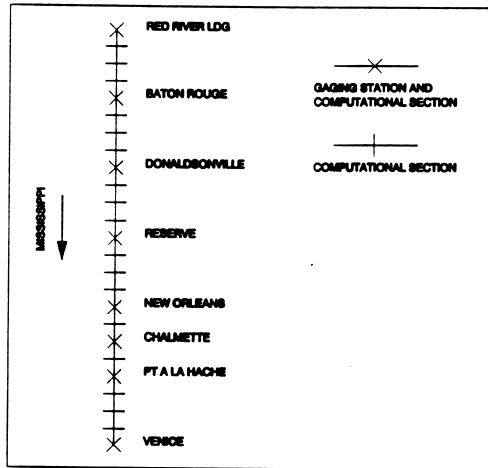 RED RIVER LDG
BATON ROUGE
DONALDSONVILLE
RESERVE
NEW ORLEANS
CHALMETTE
PT A LA HACHE
VENICE
MISSISSIPPI
GAGING STATION AND
COMPUTATIONAL SECTION
COMPUTATIONAL SECTION